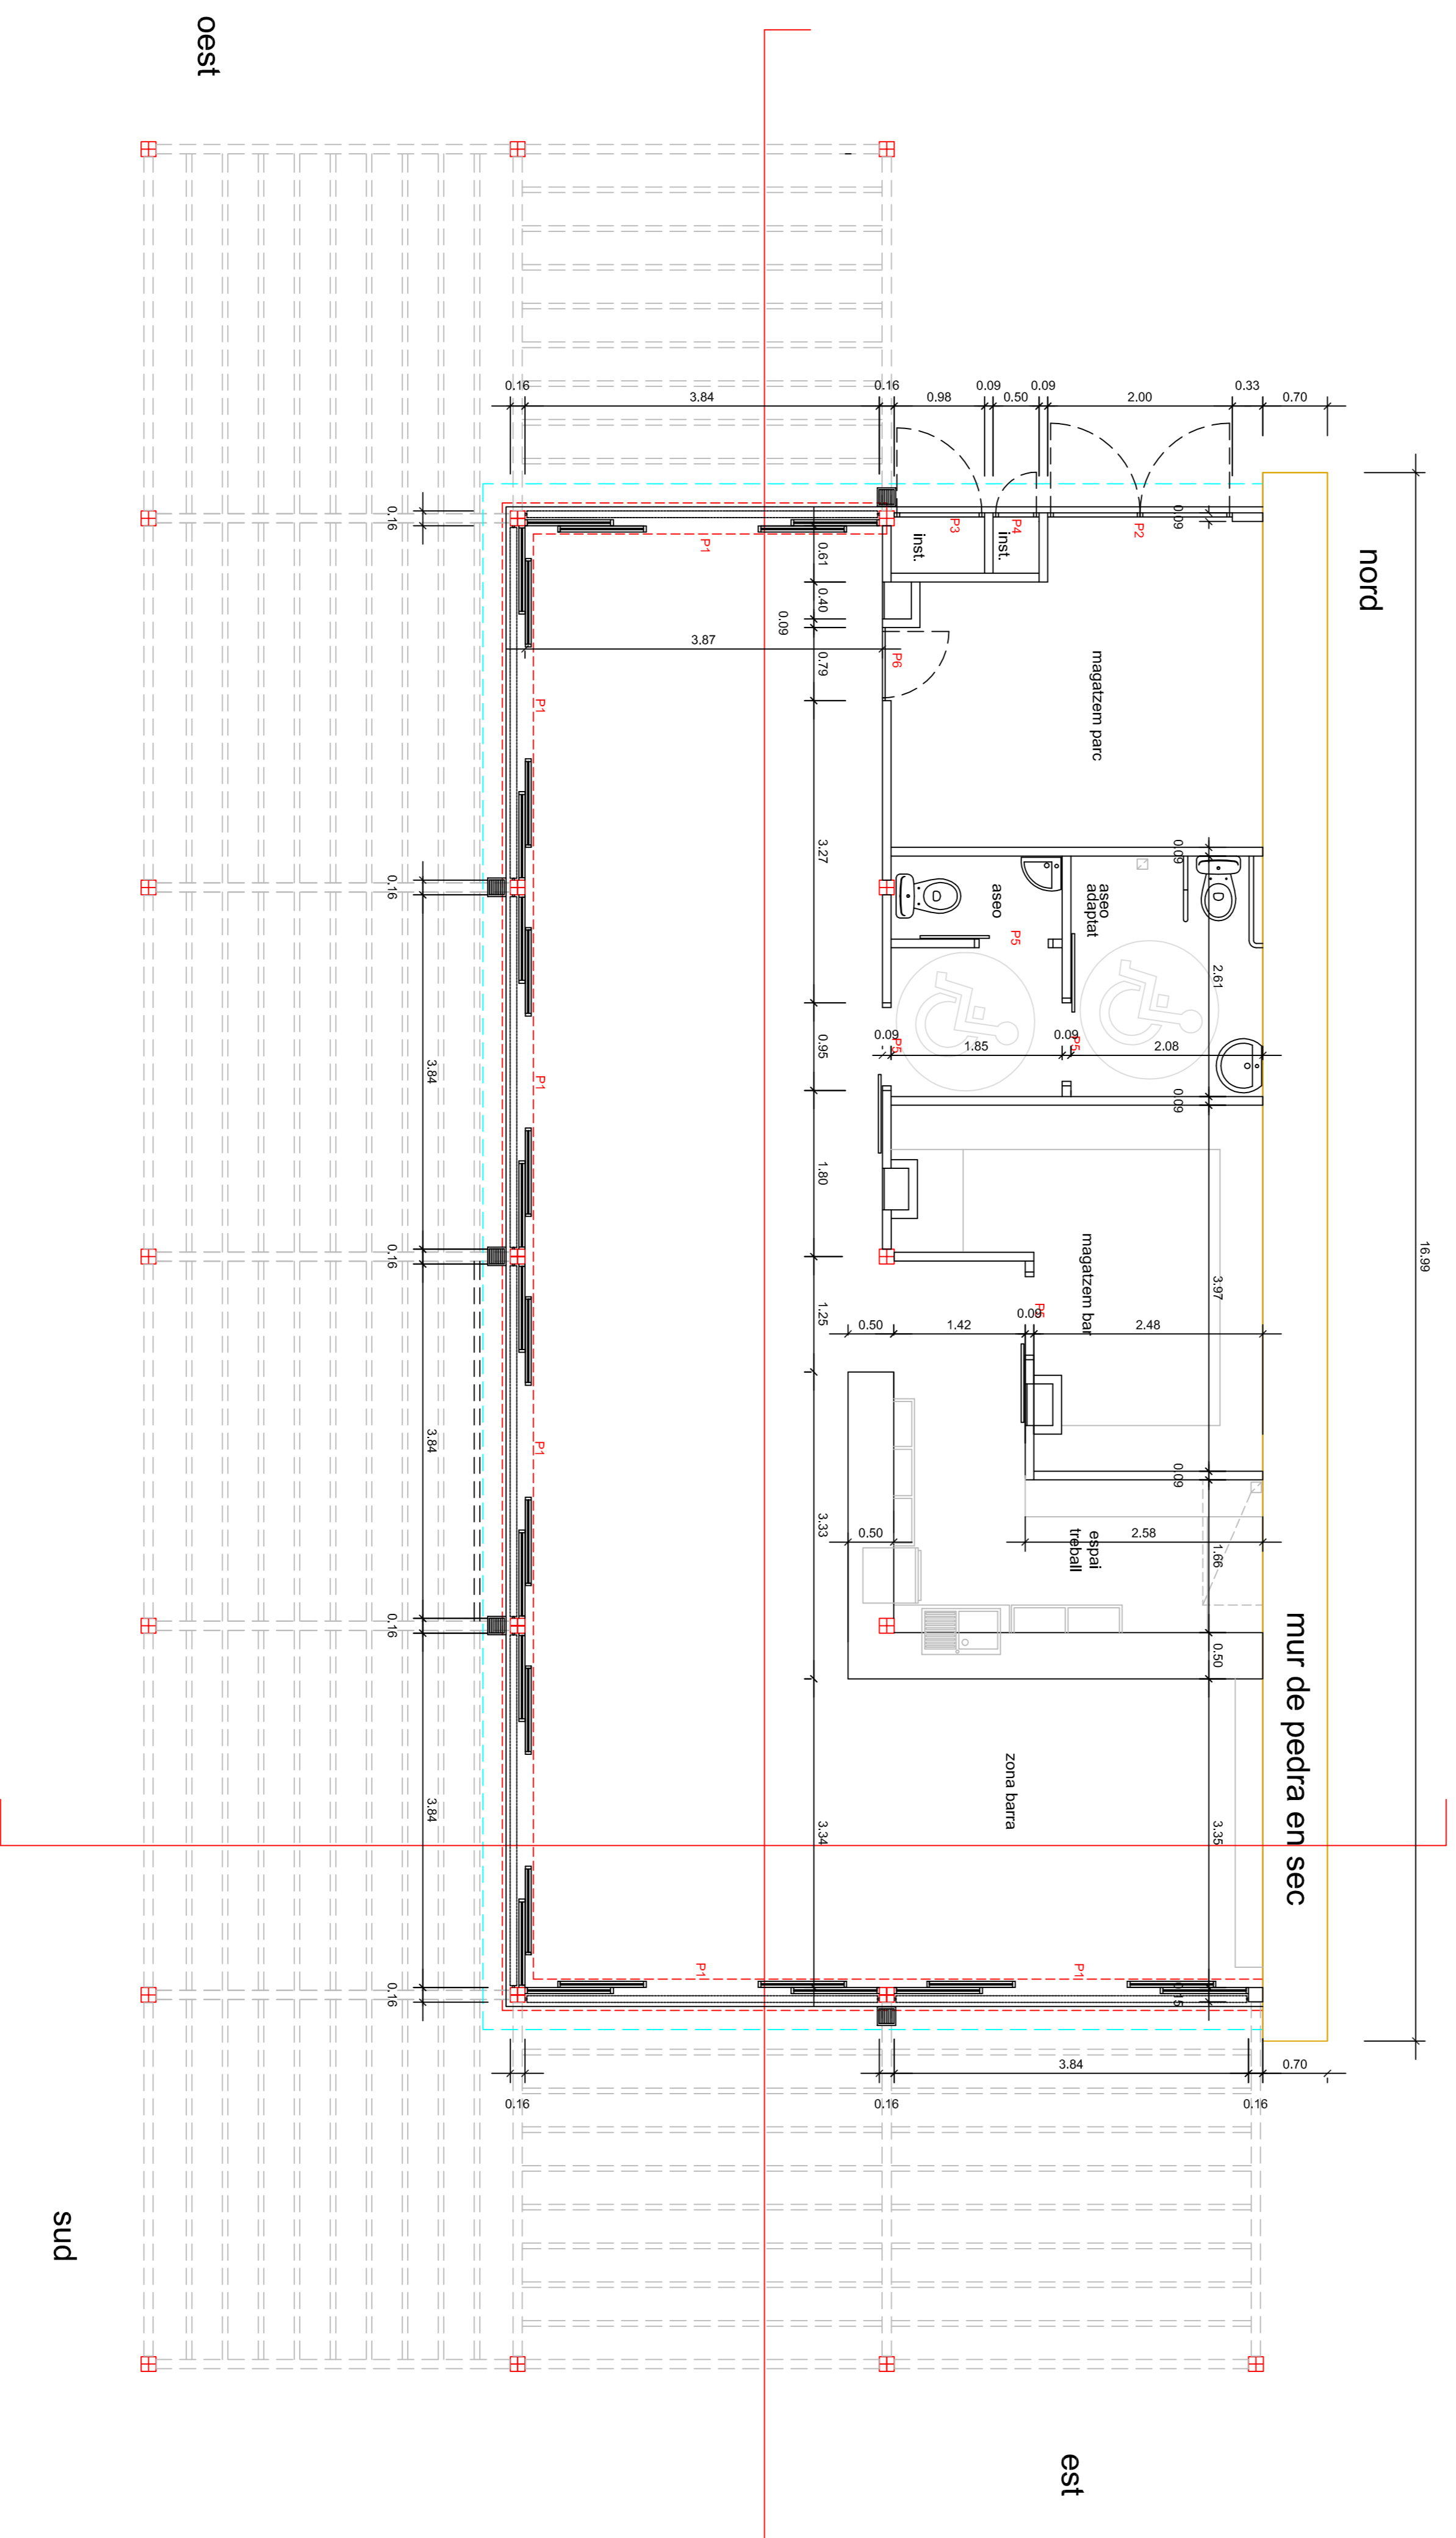 oest
nord
mur de pedra en sec
sud
est
16.99
0.16
3.84
0.16
0.98
0.09
0.50
0.09
2.00
0.33
0.70
P3
P4
P2
0.09
inst.
inst.
P1
0.16
0.61
0.40
0.09
0.79
3.87
P6
P1
magatzem parc
3.27
0.09
aseo
aseo
adaptat
P5
2.61
0.16
0.95
0.09
P5
1.85
0.09
P5
2.08
3.84
P1
0.09
1.80
magatzem bar
3.97
0.16
1.25
0.50
1.42
0.09
P5
2.48
3.84
P1
0.09
3.33
0.50
espai
treball
2.58
1.66
0.16
0.50
zona barra
3.84
3.34
3.35
P1
P1
0.16
0.15
3.84
0.70
0.16
0.16
0.16